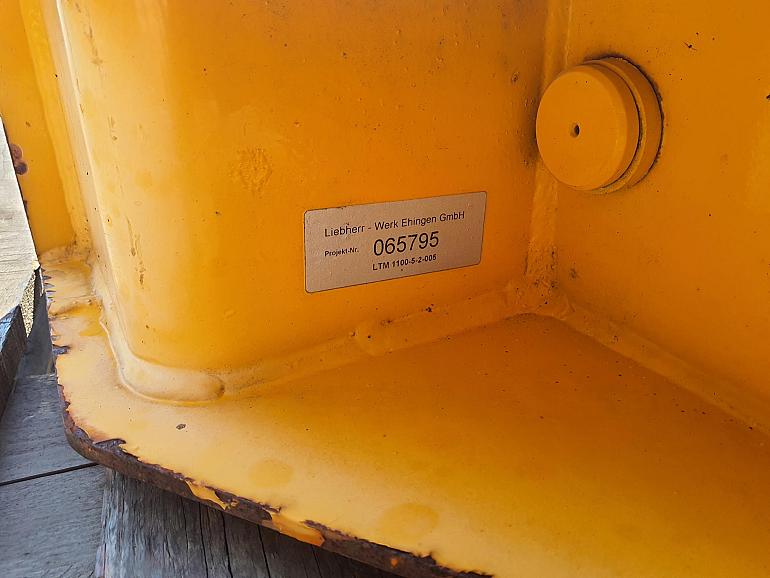 Liebherr - Werk Ehingen GmbH
Projekt-Nr. 065795
LTM 1100-5-2-005